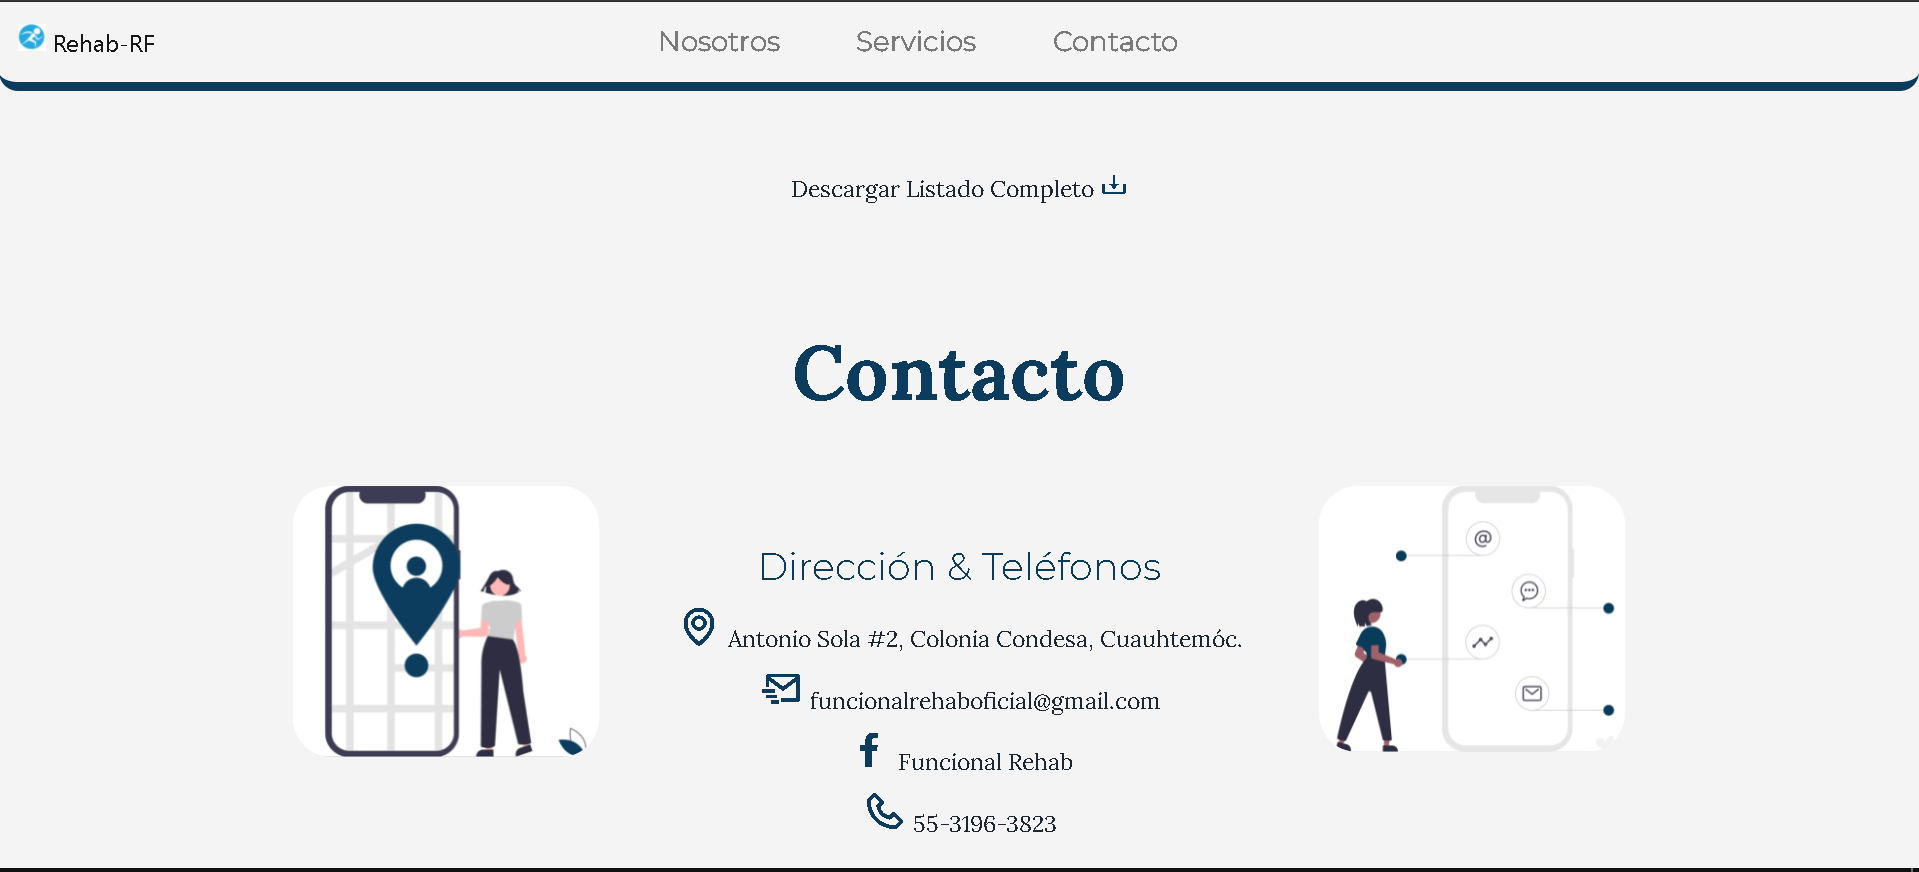 Rehab-RF
Nosotros Servicios Contacto
Descargar Listado Completo
Contacto
Dirección & Teléfonos
Antonio Sola #2, Colonia Condesa, Cuauhtemóc.
funcionalrehaboficial@gmail.com
Funcional Rehab
55-3196-3823